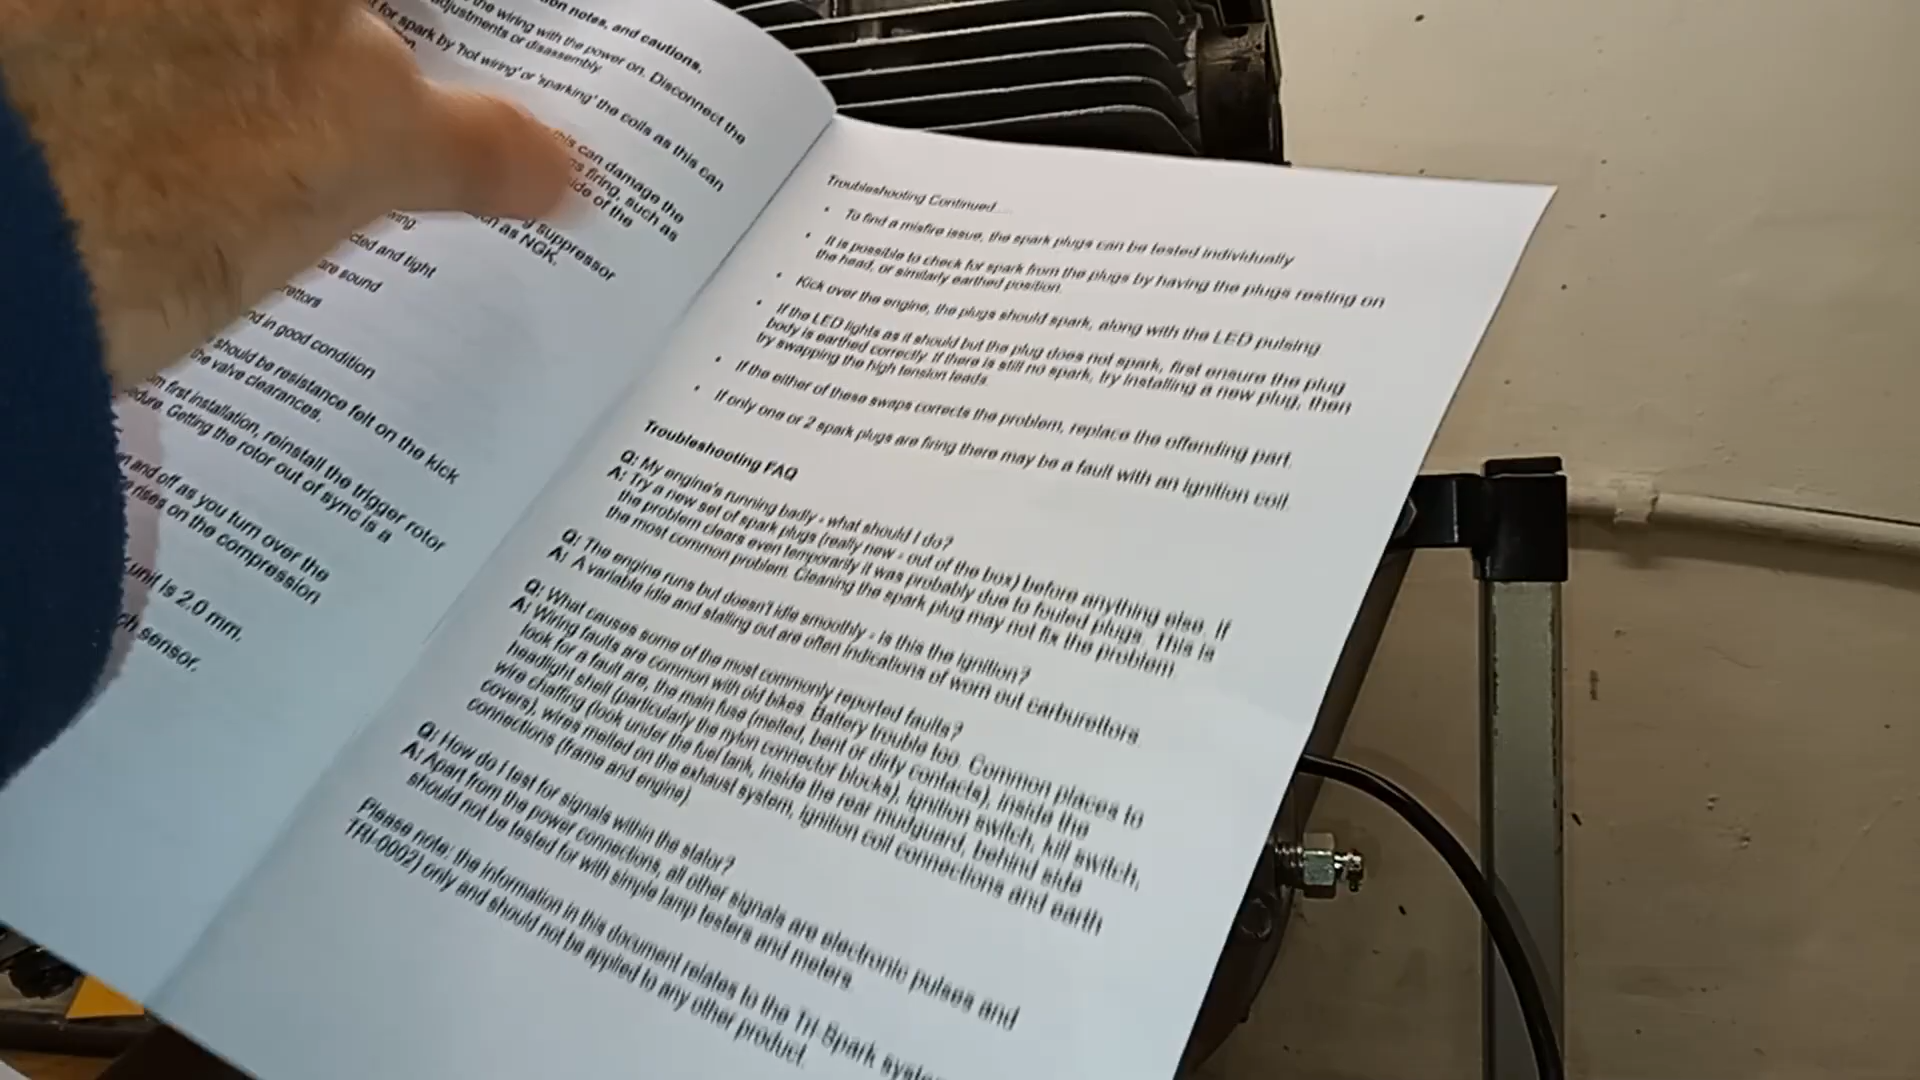 on notes, and cautions,
the wiring with the power on. Disconnect the
adjustments or disassembly.
for spark by 'hot wiring' or 'sparking' the coils as this can
this can damage the
firing, such as
side of the
suppressor
as NGK.
wing.
and tight
are sound
nd in good condition
should be resistance felt on the kick
the valve clearances.
om first installation, reinstall the trigger rotor
edure. Getting the rotor out of sync is a
and off as you turn over the
rises on the compression
unit is 2.0 mm.
ch sensor,
Troubleshooting Continued....
• To find a misfire issue, the spark plugs can be tested individually
• It is possible to check for spark from the plugs by having the plugs resting on
the head, or similarly earthed position.
• Kick over the engine, the plugs should spark, along with the LED pulsing
• If the LED lights as it should but the plug does not spark, first ensure the plug
body is earthed correctly. If there is still no spark, try installing a new plug, then
try swapping the high tension leads.
• If the either of these swaps corrects the problem, replace the offending part.
• If only one or 2 spark plugs are firing there may be a fault with an ignition coil.
Troubleshooting FAQ
Q: My engine's running badly - what should I do?
A: Try a new set of spark plugs (really new - out of the box) before anything else. If
the problem clears even temporarily it was probably due to fouled plugs. This is
the most common problem. Cleaning the spark plug may not fix the problem
Q: The engine runs but doesn't idle smoothly - is this the ignition?
A: A variable idle and stalling out are often indications of worn out carburettors.
Q: What causes some of the most commonly reported faults?
A: Wiring faults are common with old bikes. Battery trouble too. Common places to
look for a fault are, the main fuse (melted, bent or dirty contacts), inside the
headlight shell (particularly the nylon connector blocks), ignition switch, kill switch,
wire chaffing (look under the fuel tank, inside the rear mudguard, behind side
covers), wires melted on the exhaust system, ignition coil connections and earth
connections (frame and engine).
Q: How do I test for signals within the stator?
A: Apart from the power connections, all other signals are electronic pulses and
should not be tested for with simple lamp testers and meters.
Please note: the information in this document relates to the Tri Spark syste
TRI-0002) only and should not be applied to any other product.